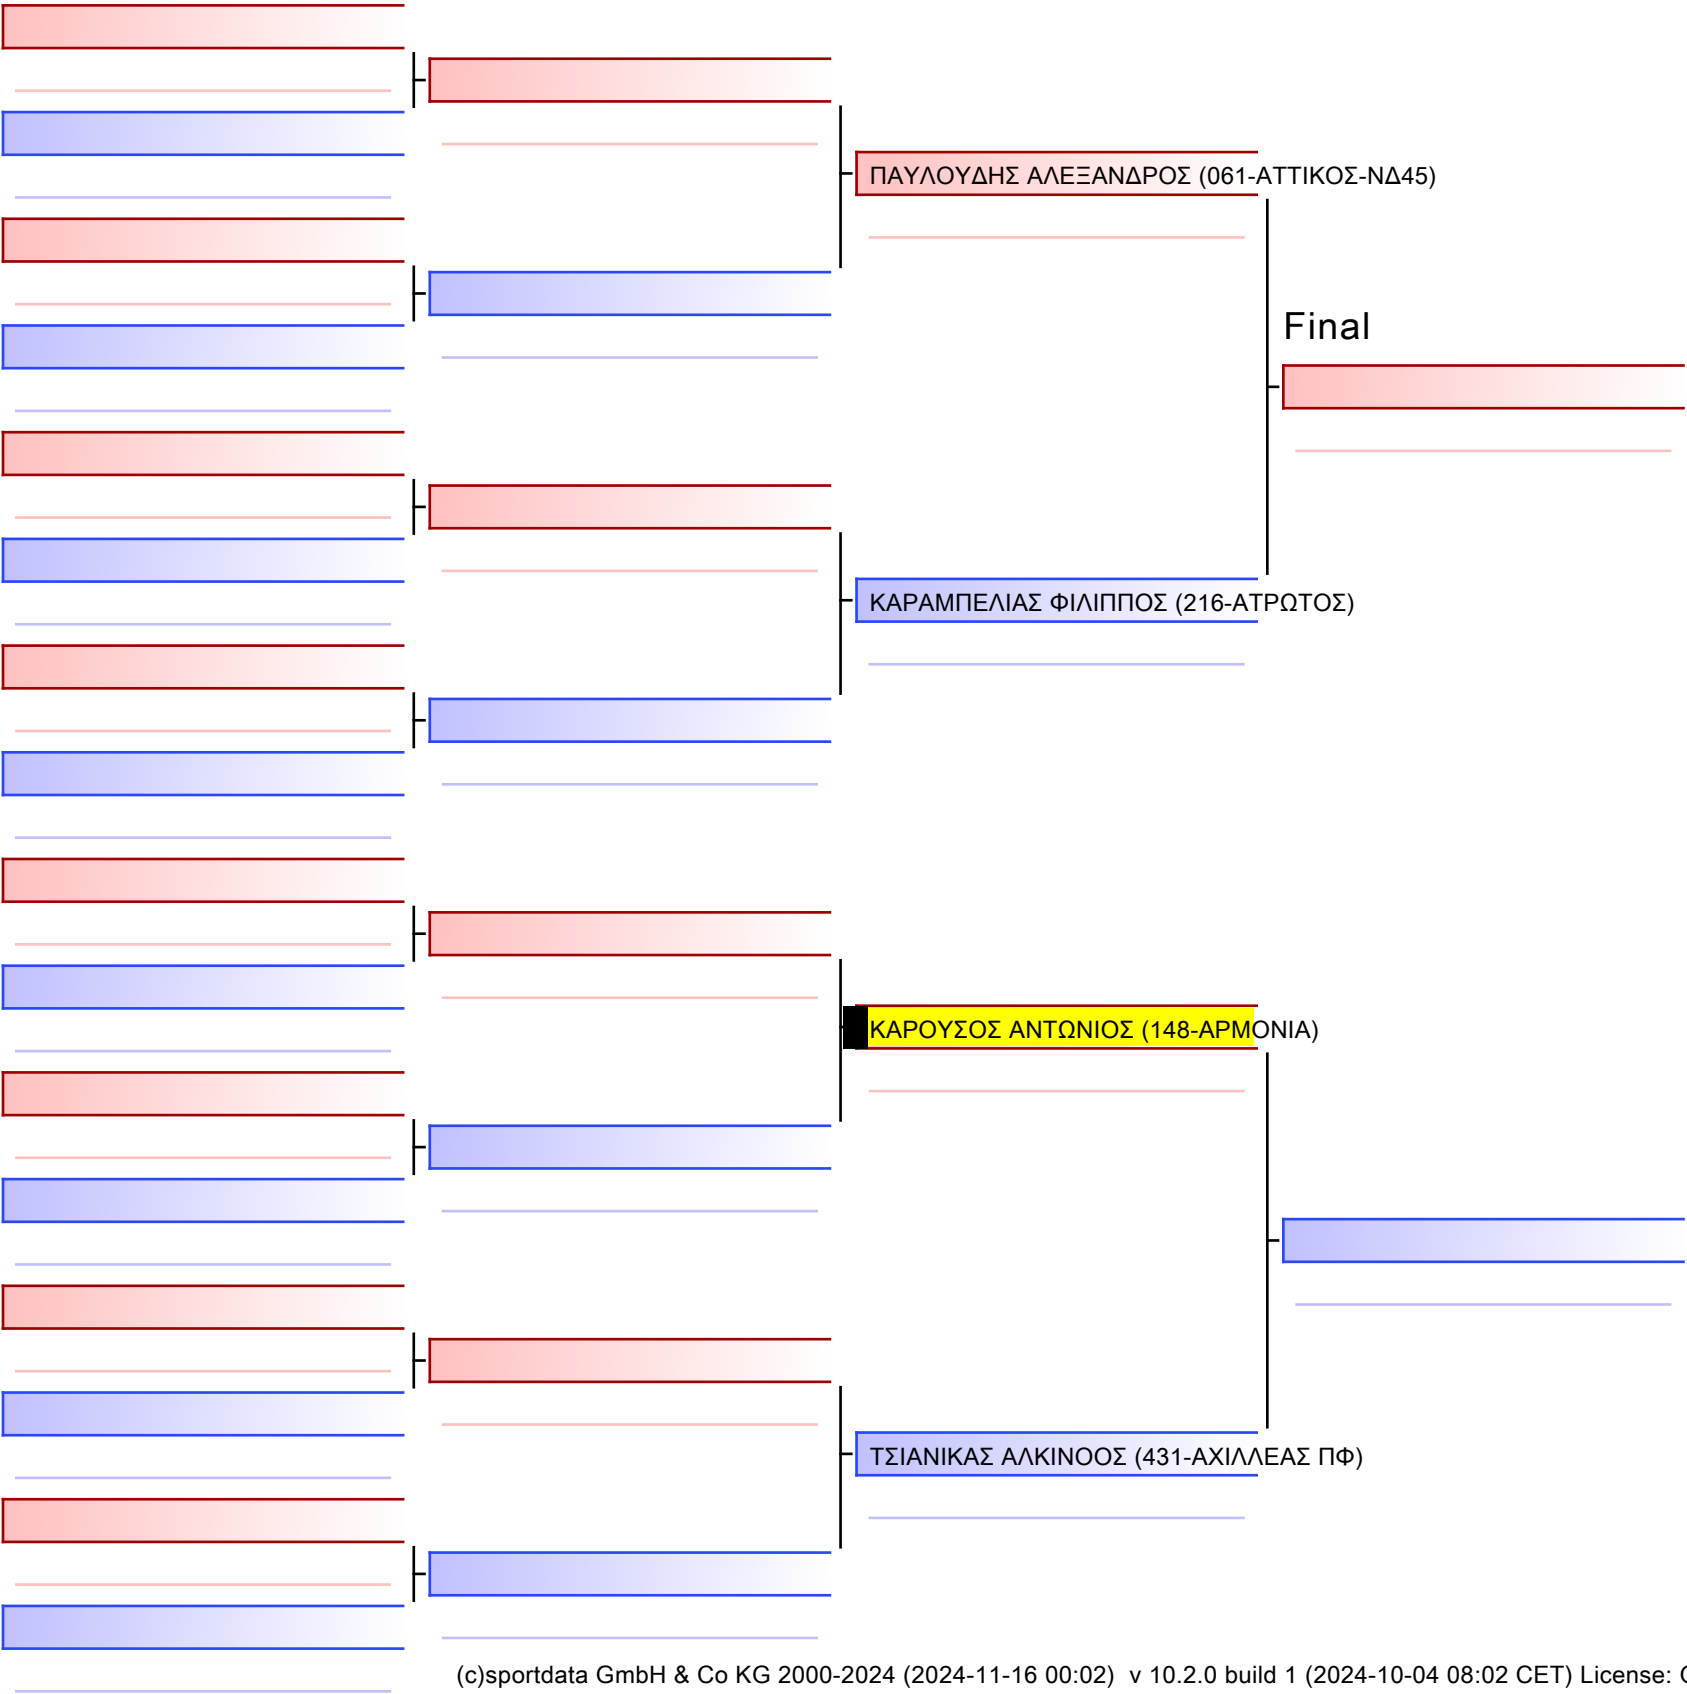 ΠΑΥΛΟΥΔΗΣ ΑΛΕΞΑΝΔΡΟΣ (061-ΑΤΤΙΚΟΣ-ΝΔ45)
Final
ΚΑΡΑΜΠΕΛΙΑΣ ΦΙΛΙΠΠΟΣ (216-ΑΤΡΩΤΟΣ)
ΚΑΡΟΥΣΟΣ ΑΝΤΩΝΙΟΣ (148-ΑΡΜΟΝΙΑ)
ΤΣΙΑΝΙΚΑΣ ΑΛΚΙΝΟΟΣ (431-ΑΧΙΛΛΕΑΣ ΠΦ)
(c)sportdata GmbH & Co KG 2000-2024 (2024-11-16 00:02) v 10.2.0 build 1 (2024-10-04 08:02 CET) License: